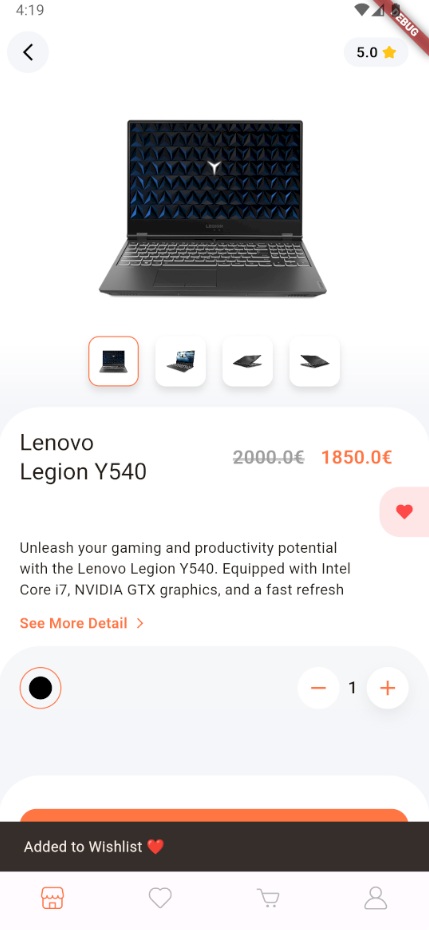 4:19
EBUG
5.0
LEGION
Lenovo
Legion Y540
2000.0€ 1850.0€
Unleash your gaming and productivity potential
with the Lenovo Legion Y540. Equipped with Intel
Core i7, NVIDIA GTX graphics, and a fast refresh
See More Detail
1
Added to Wishlist ❤️